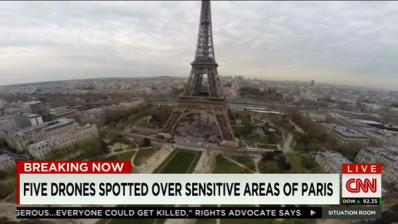 BREAKING NOW
FIVE DRONES SPOTTED OVER SENSITIVE AREAS OF PARIS
LIVE
CNN
DOW ▲ 92.35
GEROUS...EVERYONE COULD GET KILLED," RIGHTS ADVOCATE SAYS
SITUATION ROOM